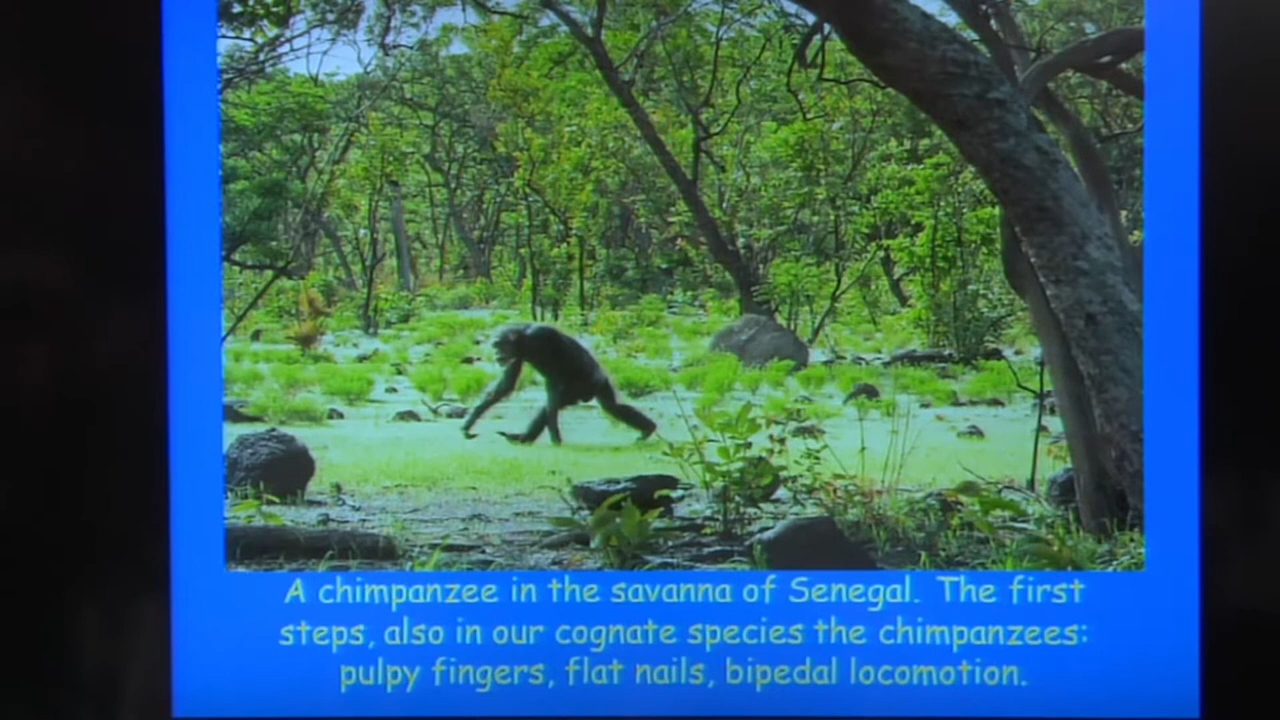 A chimpanzee in the savanna of Senegal. The first
steps, also in our cognate species the chimpanzees:
pulpy fingers, flat nails, bipedal locomotion.